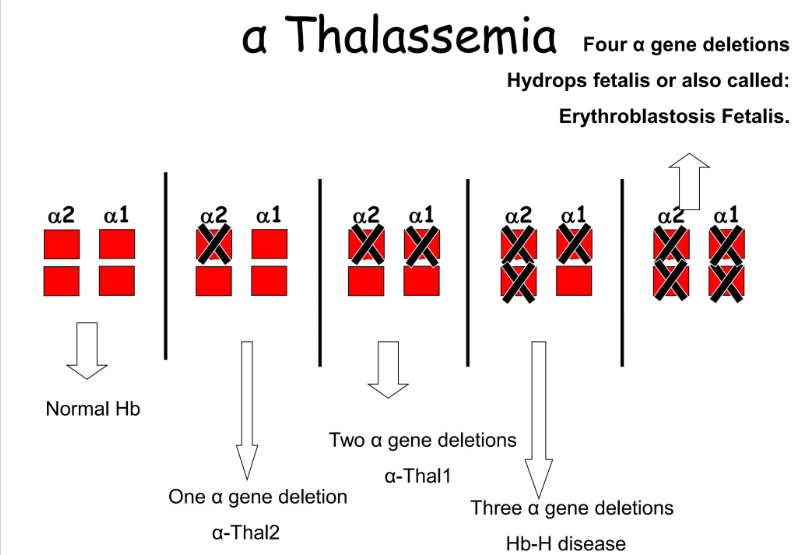 α Thalassemia
Four α gene deletions
Hydrops fetalis or also called:
Erythroblastosis Fetalis.
α2 α1
α2 α1
α2 α1
α2 α1
α2 α1
Normal Hb
One α gene deletion
α-Thal2
Two α gene deletions
α-Thal1
Three α gene deletions
Hb-H disease